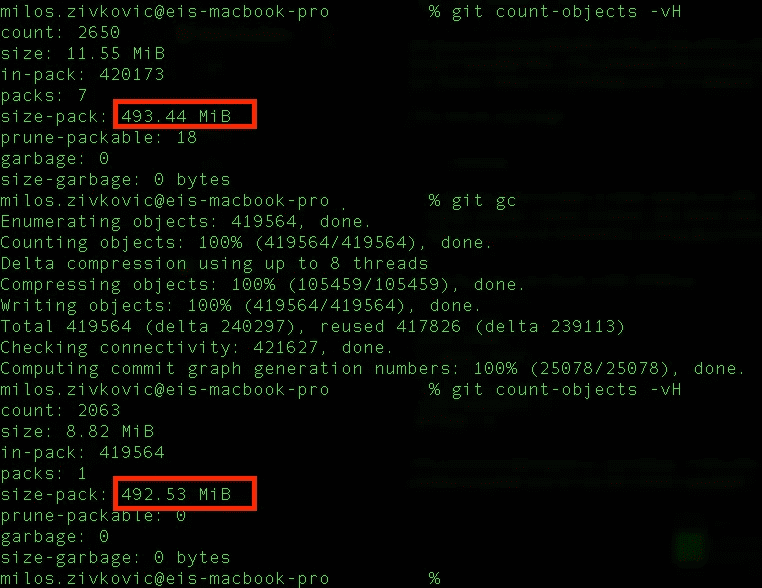 milos.zivkovic@eis-macbook-pro % git count-objects -vH
count: 2650
size: 11.55 MiB
in-pack: 420173
packs: 7
size-pack: 493.44 MiB
prune-packable: 18
garbage: 0
size-garbage: 0 bytes
milos.zivkovic@eis-macbook-pro % git gc
Enumerating objects: 419564, done.
Counting objects: 100% (419564/419564), done.
Delta compression using up to 8 threads
Compressing objects: 100% (105459/105459), done.
Writing objects: 100% (419564/419564), done.
Total 419564 (delta 240297), reused 417826 (delta 239113)
Checking connectivity: 421627, done.
Computing commit graph generation numbers: 100% (25078/25078), done.
milos.zivkovic@eis-macbook-pro % git count-objects -vH
count: 2063
size: 8.82 MiB
in-pack: 419564
packs: 1
size-pack: 492.53 MiB
prune-packable: 0
garbage: 0
size-garbage: 0 bytes
milos.zivkovic@eis-macbook-pro %